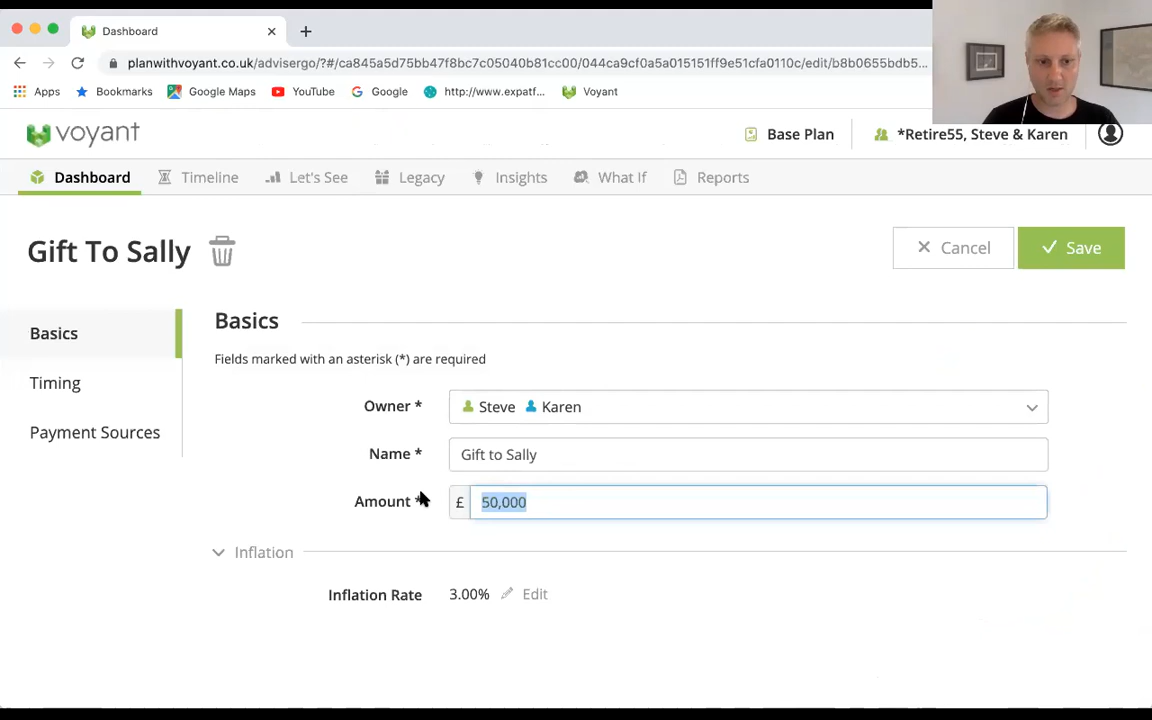 Dashboard
planwithvoyant.co.uk/advisergo/?#/ca845a5d75bb47f8bc7c05040b81cc00/044ca9cf0a5a015151ff9e51cfa0110c/edit/b8b0655bdb5...
Apps Bookmarks Google Maps YouTube Google http://www.expatf... Voyant
voyant Base Plan *Retire55, Steve & Karen
Dashboard Timeline Let's See Legacy Insights What If Reports
Gift To Sally Cancel Save
Basics
Timing
Payment Sources
Basics
Fields marked with an asterisk (*) are required
Owner * Steve Karen
Name * Gift to Sally
Amount * £ 50,000
Inflation
Inflation Rate 3.00% Edit